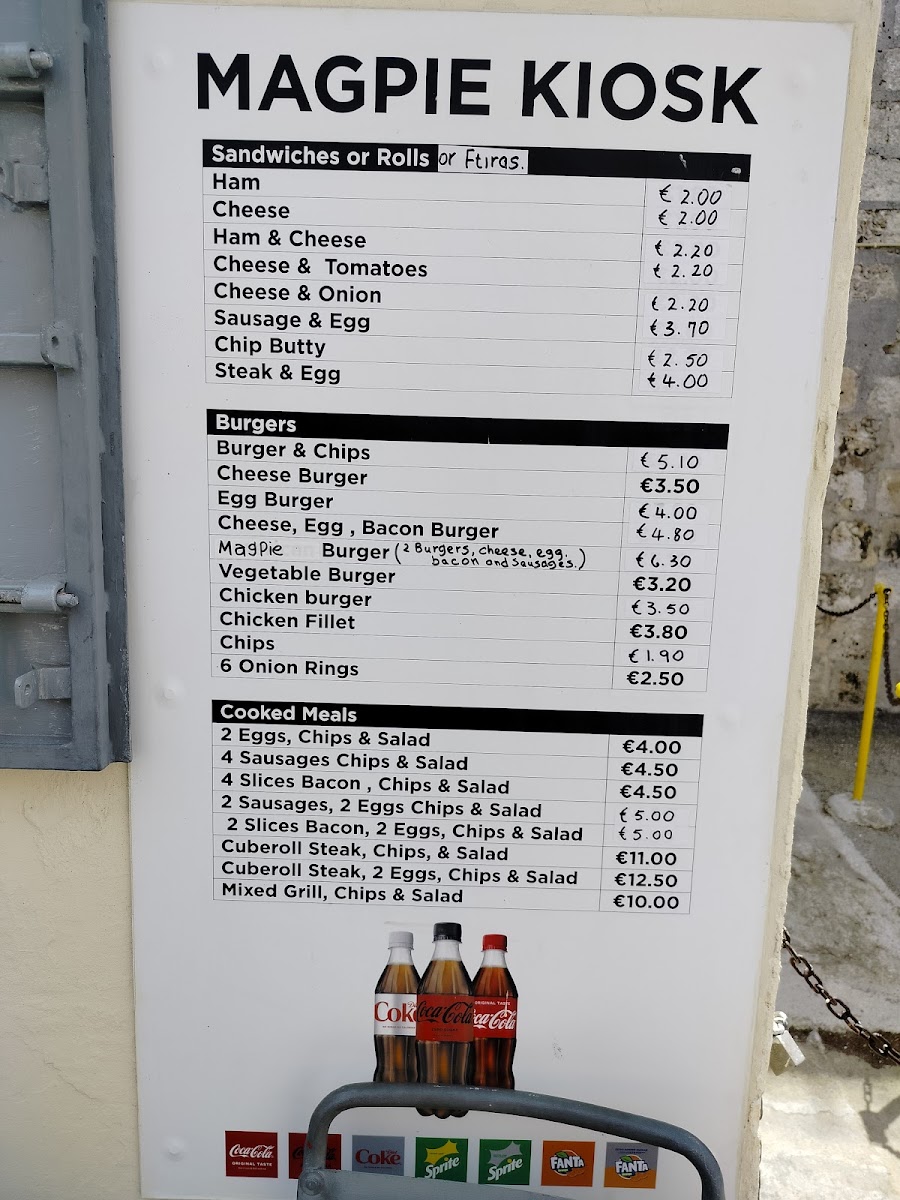 MAGPIE KIOSK
Sandwiches or Rolls or Ftiras.
Ham € 2.00
Cheese € 2.00
Ham & Cheese € 2.20
Cheese & Tomatoes € 2.20
Cheese & Onion € 2.20
Sausage & Egg € 3.70
Chip Butty € 2.50
Steak & Egg € 4.00
Burgers
Burger & Chips € 5.10
Cheese Burger €3.50
Egg Burger € 4.00
Cheese, Egg , Bacon Burger € 4.80
MagPie Burger (2 Burgers, cheese, egg. € 6.30
bacon and sausages.)
Vegetable Burger €3.20
Chicken burger € 3.50
Chicken Fillet €3.80
Chips € 1.90
6 Onion Rings €2.50
Cooked Meals
2 Eggs, Chips & Salad €4.00
4 Sausages Chips & Salad €4.50
4 Slices Bacon , Chips & Salad €4.50
2 Sausages, 2 Eggs Chips & Salad € 5.00
2 Slices Bacon, 2 Eggs, Chips & Salad € 5.00
Cuberoll Steak, Chips, & Salad €11.00
Cuberoll Steak, 2 Eggs, Chips & Salad €12.50
Mixed Grill, Chips & Salad €10.00
ORIGINAL TASTE
Coca-Cola
Coca-Cola Coke Sprite Sprite FANTA FANTA
ORIGINAL TASTE